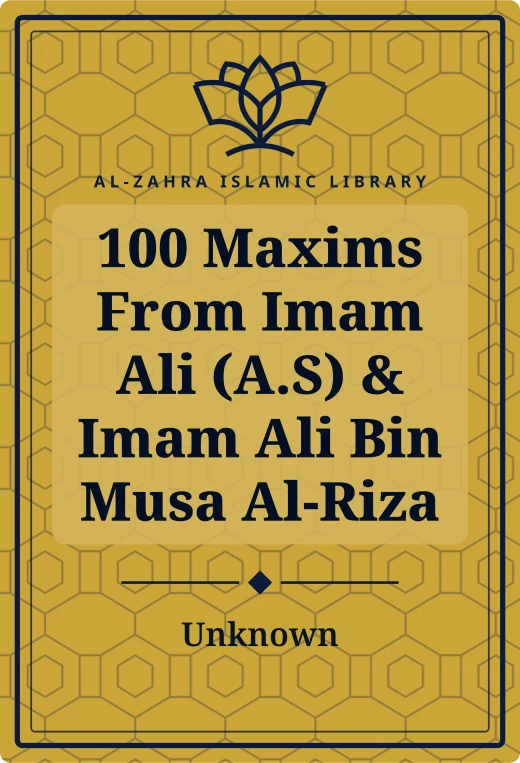 AL-ZAHRA ISLAMIC LIBRARY
100 Maxims
From Imam
Ali (A.S) &
Imam Ali Bin
Musa Al-Riza
Unknown